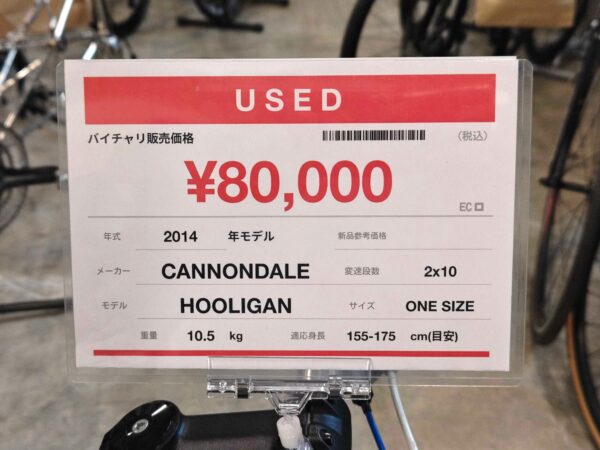 USED
バイチャリ販売価格 (税込)
¥80,000
EC
年式 2014 年モデル 新品参考価格
メーカー CANNONDALE 変速段数 2x10
モデル HOOLIGAN サイズ ONE SIZE
重量 10.5 kg 適応身長 155-175 cm(目安)